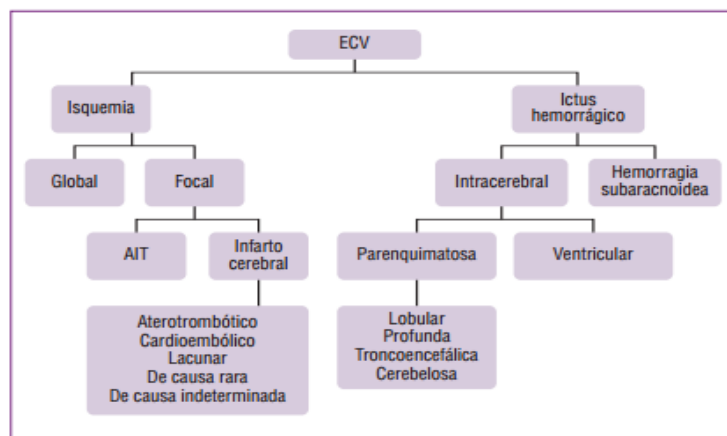 ECV
Isquemia
Ictus
hemorrágico
Global
Focal
Intracerebral
Hemorragia
subaracnoidea
AIT
Infarto
cerebral
Parenquimatosa
Ventricular
Aterotrombótico
Cardioembólico
Lacunar
De causa rara
De causa indeterminada
Lobular
Profunda
Troncoencefálica
Cerebelosa